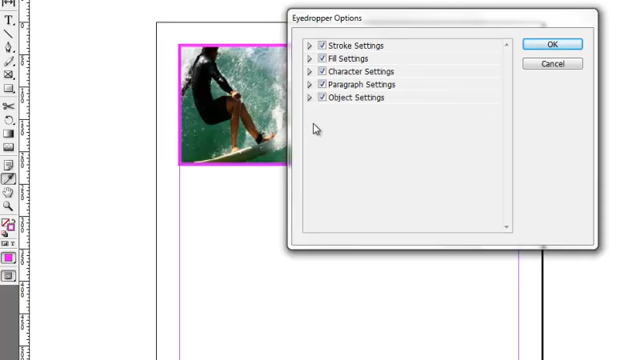 Eyedropper Options
Stroke Settings
Fill Settings
Character Settings
Paragraph Settings
Object Settings
OK
Cancel